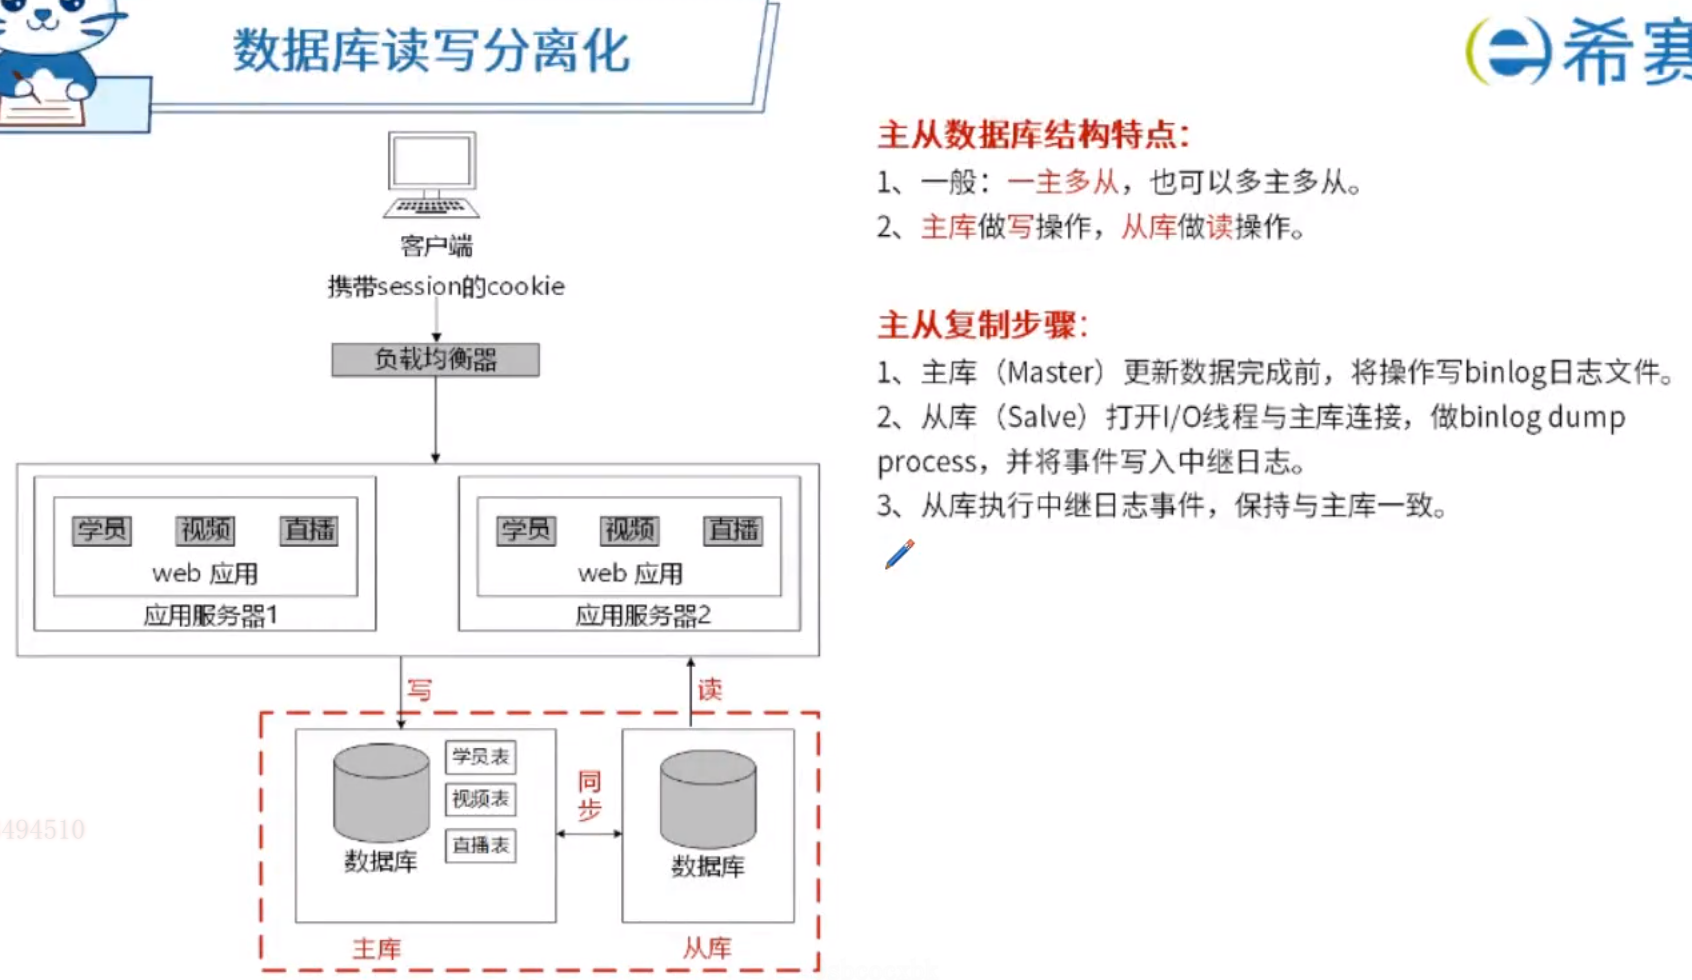 数据库读写分离化
希赛
客户端
携带session的cookie
负载均衡器
学员 视频 直播
web 应用
应用服务器1
学员 视频 直播
web 应用
应用服务器2
写
读
学员表
视频表
直播表
数据库
同步
数据库
主库
从库
主从数据库结构特点：
1、一般：一主多从，也可以多主多从。
2、主库做写操作，从库做读操作。
主从复制步骤：
1、主库（Master）更新数据完成前，将操作写binlog日志文件。
2、从库（Salve）打开I/O线程与主库连接，做binlog dump
process，并将事件写入中继日志。
3、从库执行中继日志事件，保持与主库一致。
494510